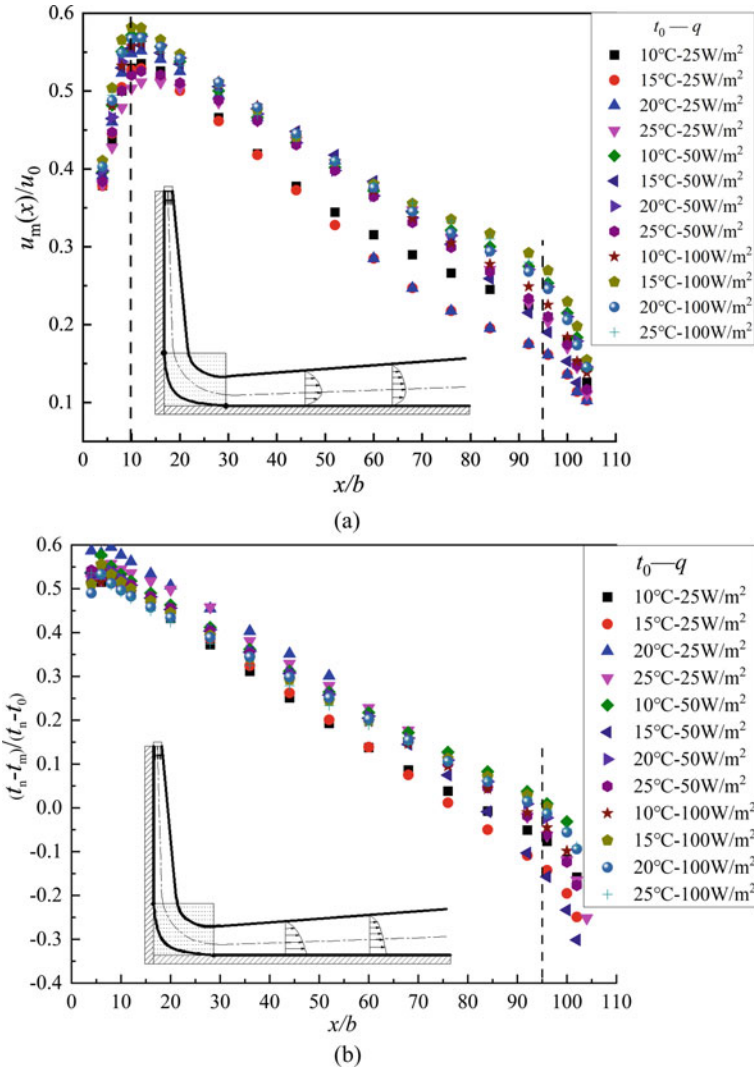 0.6
0.5
0.4
0.3
0.2
0.1
u_m(x)/u_0
0 10 20 30 40 50 60 70 80 90 100 110
x/b
t_0 — q
10℃-25W/m²
15℃-25W/m²
20℃-25W/m²
25℃-25W/m²
10℃-50W/m²
15℃-50W/m²
20℃-50W/m²
25℃-50W/m²
10℃-100W/m²
15℃-100W/m²
20℃-100W/m²
25℃-100W/m²
(a)
0.6
0.5
0.4
0.3
0.2
0.1
0.0
-0.1
-0.2
-0.3
-0.4
(t_n-t_m)/(t_n-t_0)
0 10 20 30 40 50 60 70 80 90 100 110
x/b
t_0—q
10℃-25W/m²
15℃-25W/m²
20℃-25W/m²
25℃-25W/m²
10℃-50W/m²
15℃-50W/m²
20℃-50W/m²
25℃-50W/m²
10℃-100W/m²
15℃-100W/m²
20℃-100W/m²
25℃-100W/m²
(b)